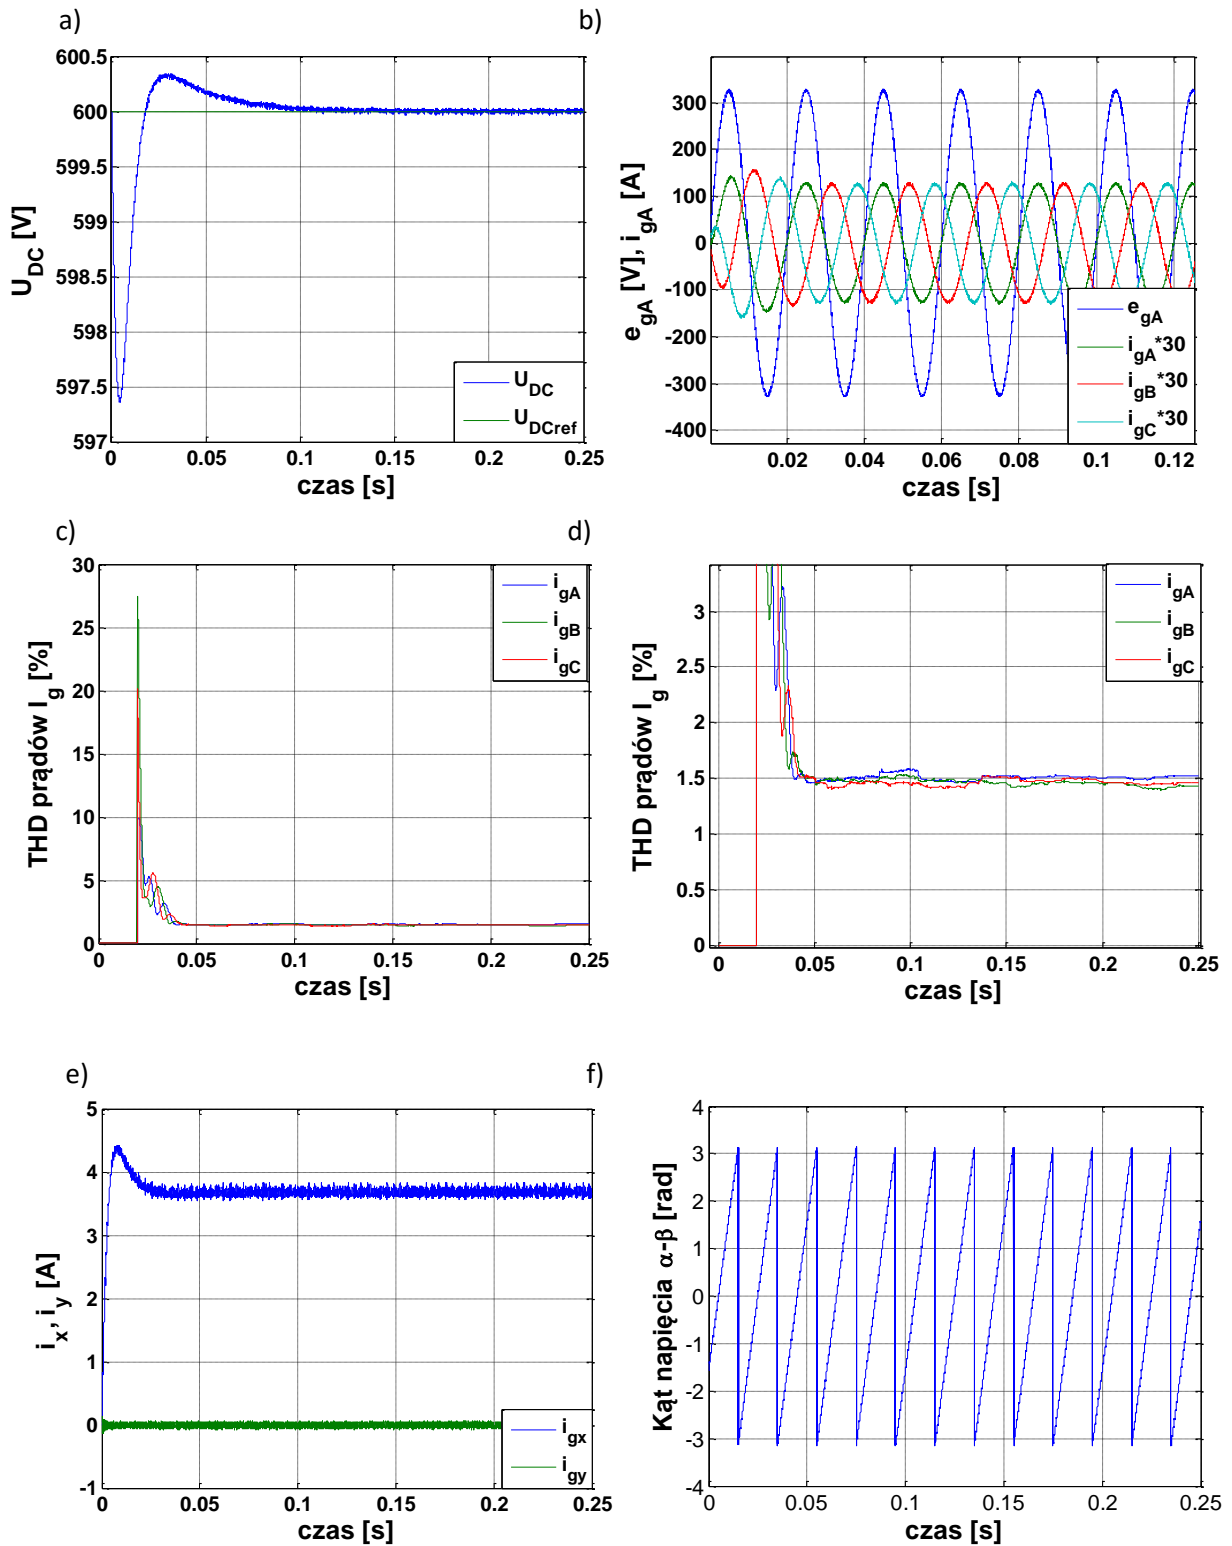 a)
600.5
600
599.5
599
598.5
598
597.5
597
0
0.05
0.1
0.15
0.2
0.25
U_DC [V]
czas [s]
U_DC
U_DCref
b)
300
200
100
0
-100
-200
-300
-400
0.02
0.04
0.06
0.08
0.1
0.12
e_gA [V], i_gA [A]
czas [s]
e_gA
i_gA*30
i_gB*30
i_gC*30
c)
30
25
20
15
10
5
0
0
0.05
0.1
0.15
0.2
0.25
THD prądów I_g [%]
czas [s]
i_gA
i_gB
i_gC
d)
3
2.5
2
1.5
1
0.5
0
0
0.05
0.1
0.15
0.2
0.25
THD prądów I_g [%]
czas [s]
i_gA
i_gB
i_gC
e)
5
4
3
2
1
0
-1
0
0.05
0.1
0.15
0.2
0.25
i_x, i_y [A]
czas [s]
i_gx
i_gy
f)
4
3
2
1
0
-1
-2
-3
-4
0
0.05
0.1
0.15
0.2
0.25
Kąt napięcia α-β [rad]
czas [s]